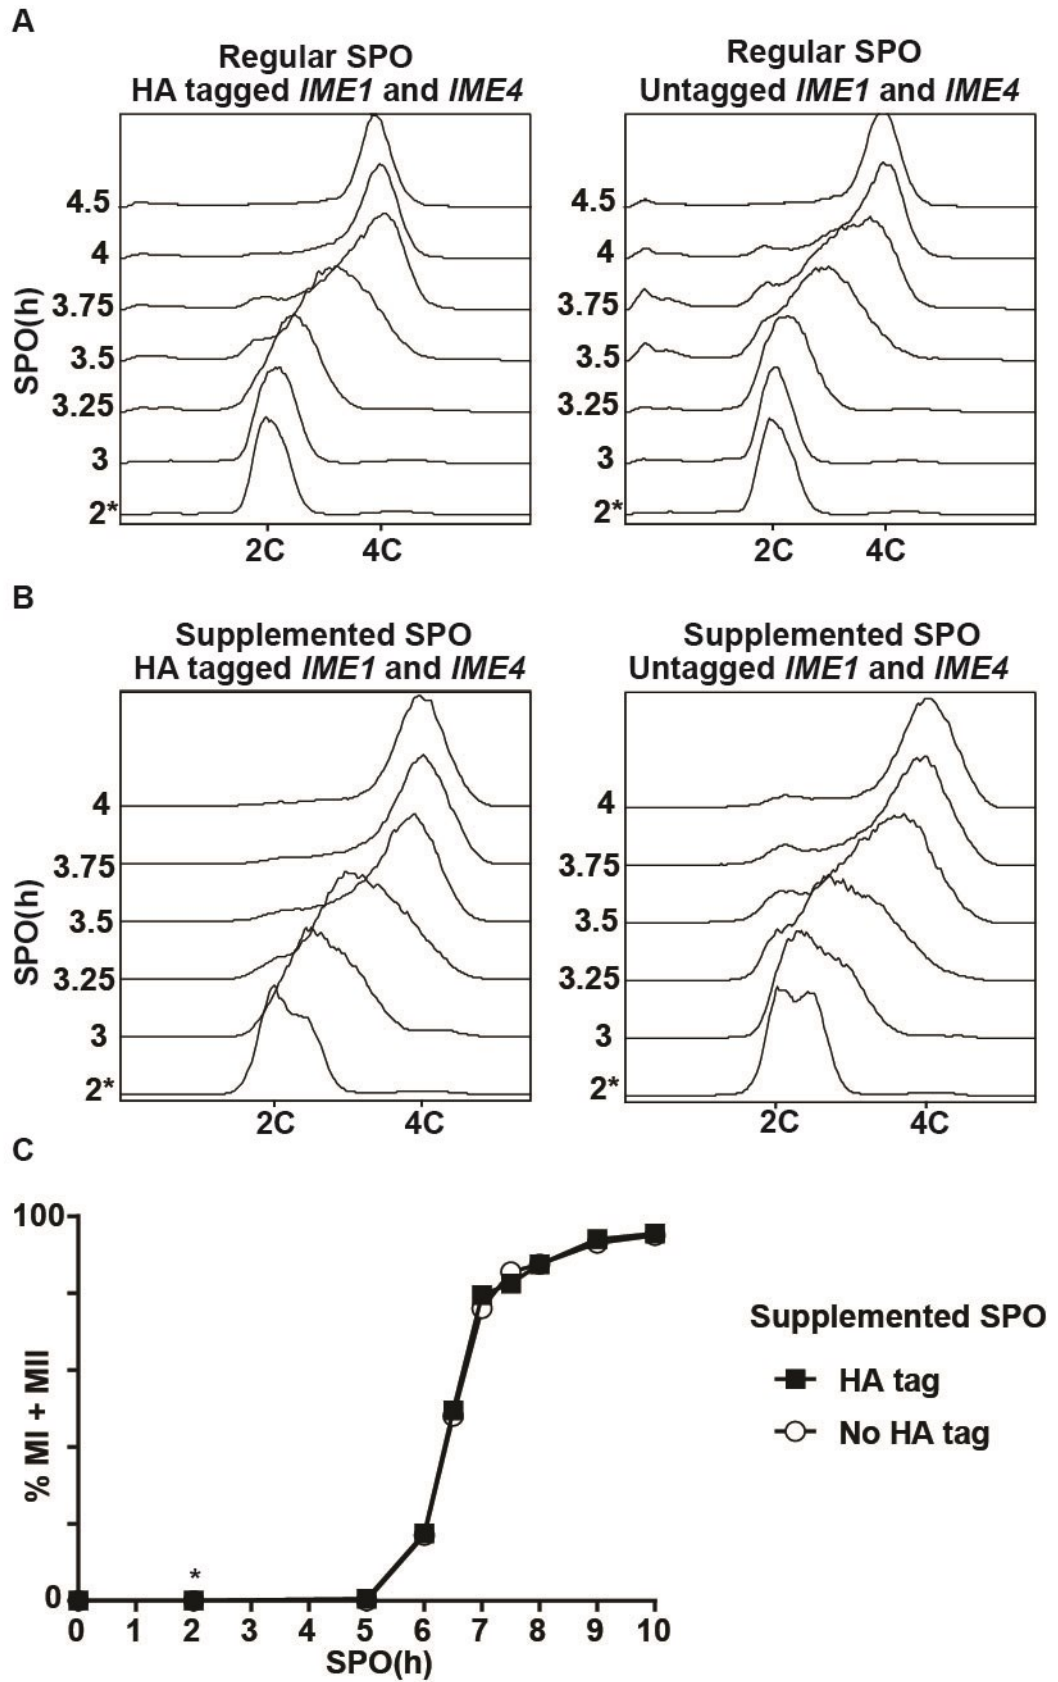 A
Regular SPO
HA tagged IME1 and IME4
Regular SPO
Untagged IME1 and IME4
SPO(h)
4.5
4
3.75
3.5
3.25
3
2*
2C
4C
4.5
4
3.75
3.5
3.25
3
2*
2C
4C
B
Supplemented SPO
HA tagged IME1 and IME4
Supplemented SPO
Untagged IME1 and IME4
SPO(h)
4
3.75
3.5
3.25
3
2*
2C
4C
4
3.75
3.5
3.25
3
2*
2C
4C
C
100
0
% MI + MII
*
0 1 2 3 4 5 6 7 8 9 10
SPO(h)
Supplemented SPO
HA tag
No HA tag